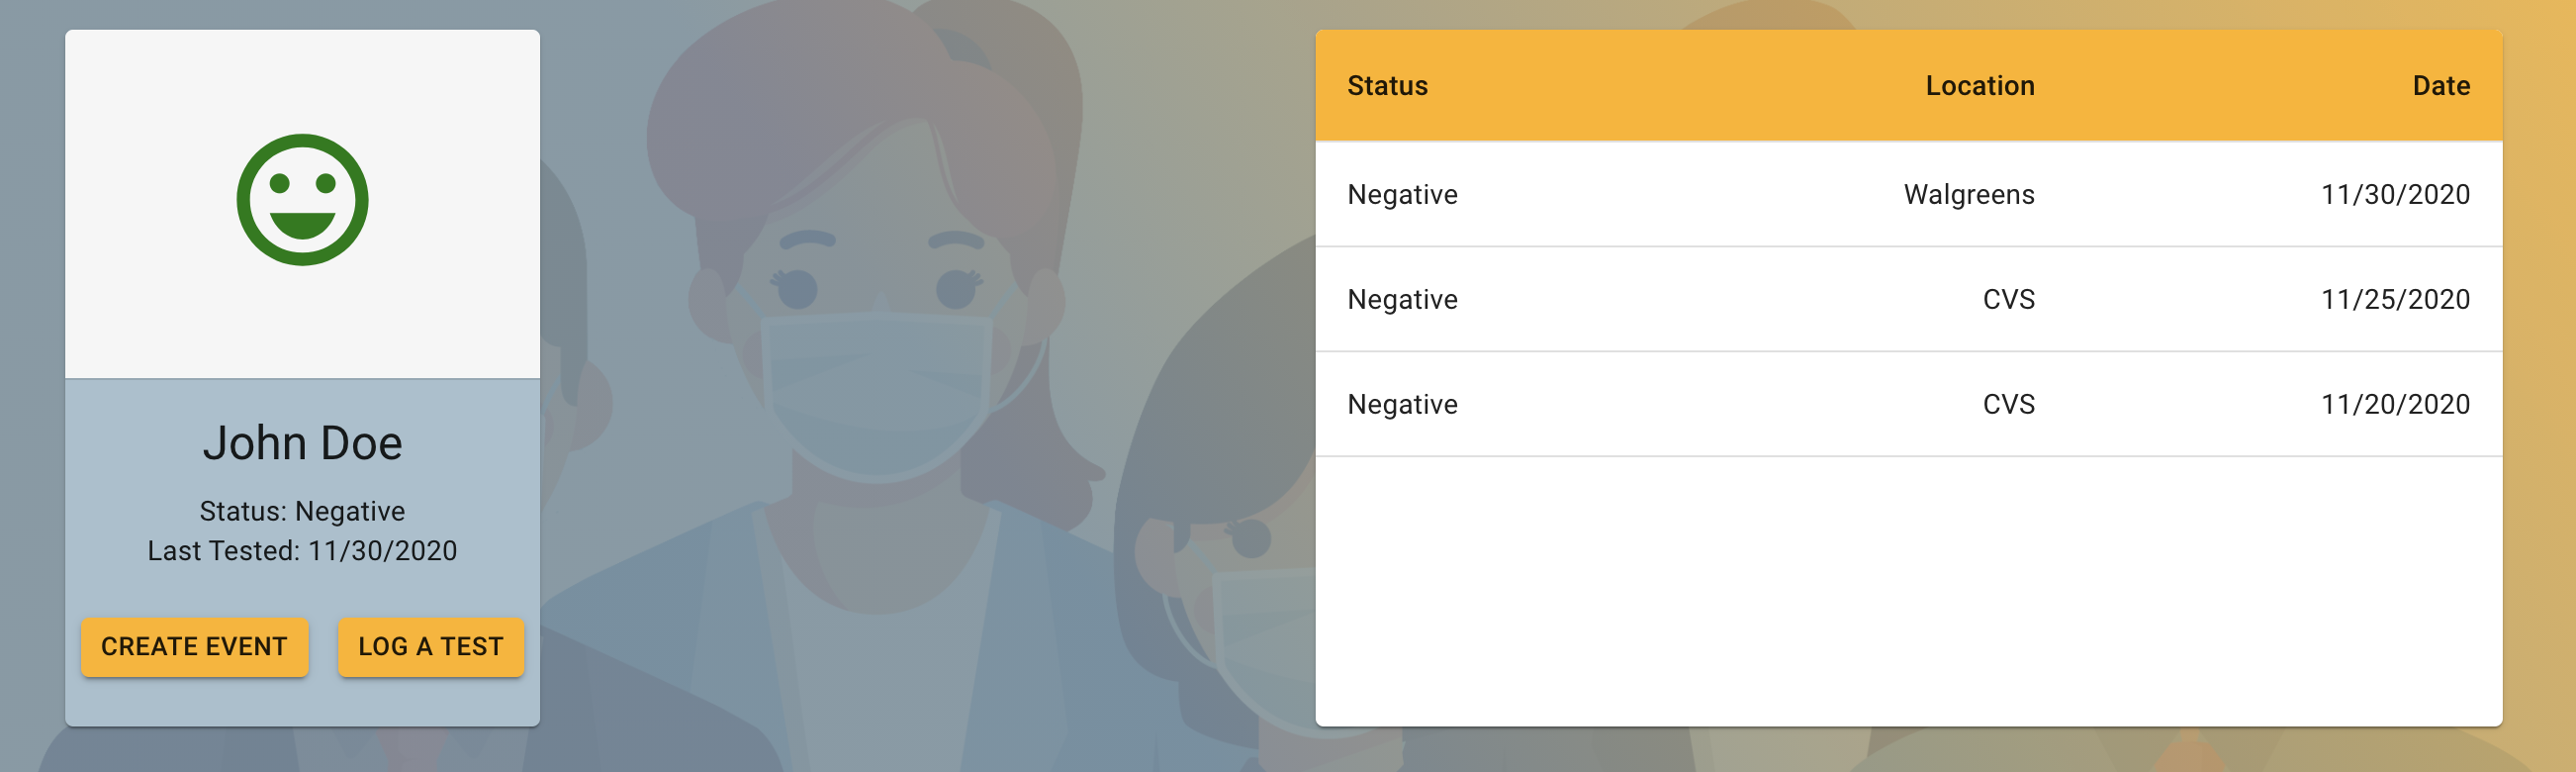 John Doe
Status: Negative
Last Tested: 11/30/2020
CREATE EVENT LOG A TEST
Status Location Date
Negative Walgreens 11/30/2020
Negative CVS 11/25/2020
Negative CVS 11/20/2020